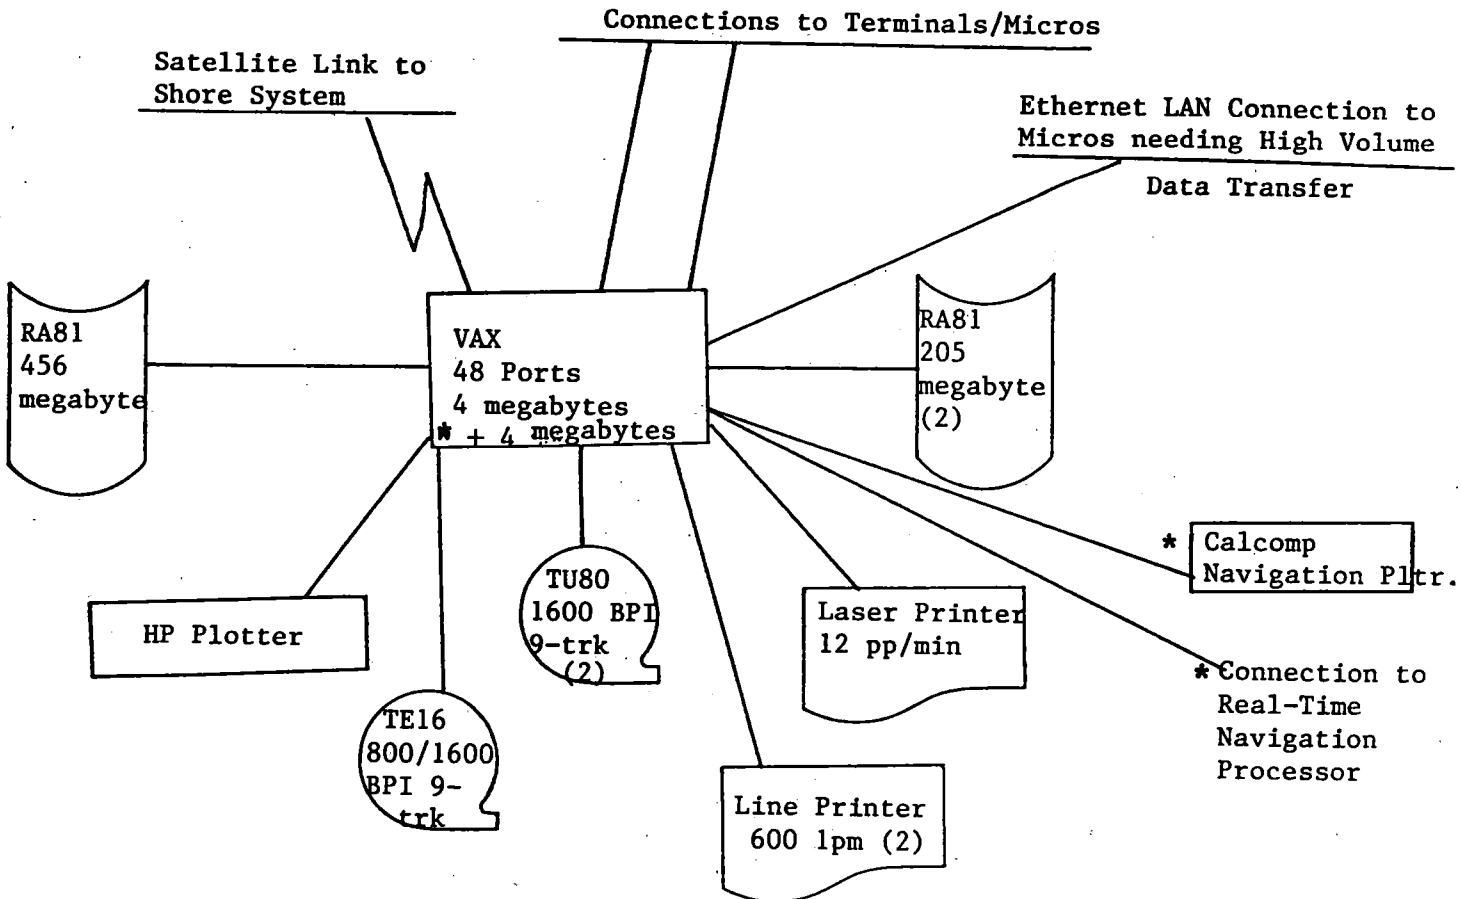 Connections to Terminals/Micros
Satellite Link to
Shore System
Ethernet LAN Connection to
Micros needing High Volume
Data Transfer
RA81
456
megabyte
VAX
48 Ports
4 megabytes
* + 4 megabytes
RA81
205
megabyte
(2)
* Calcomp
Navigation Pltr.
HP Plotter
TU80
1600 BPI
9-trk
(2)
Laser Printer
12 pp/min
* Connection to
Real-Time
Navigation
Processor
TE16
800/1600
BPI 9-
trk
Line Printer
600 lpm (2)